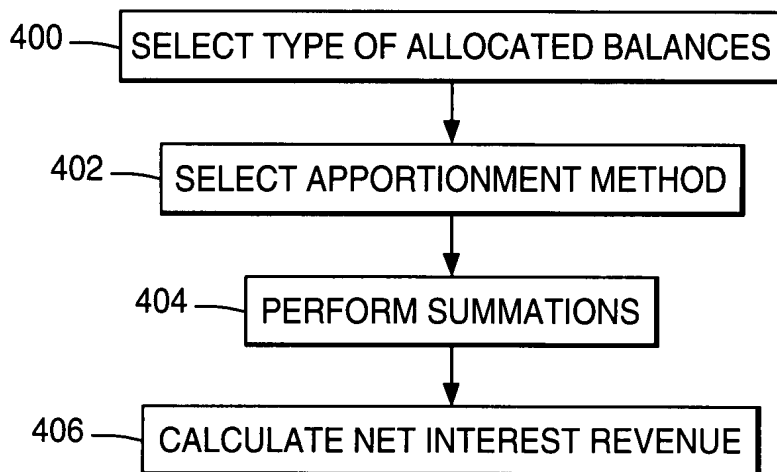 400 SELECT TYPE OF ALLOCATED BALANCES
402 SELECT APPORTIONMENT METHOD
404 PERFORM SUMMATIONS
406 CALCULATE NET INTEREST REVENUE